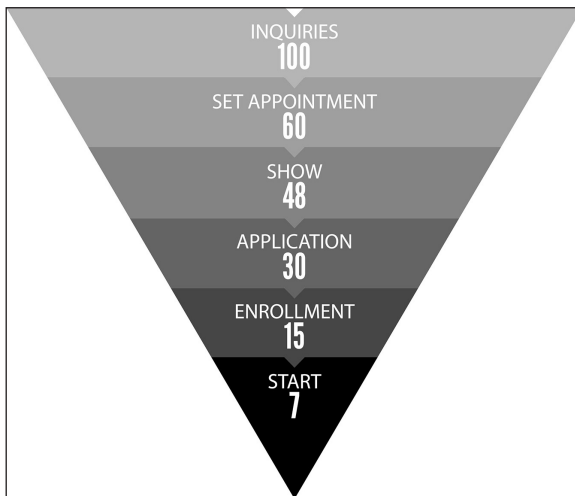 INQUIRIES
100
SET APPOINTMENT
60
SHOW
48
APPLICATION
30
ENROLLMENT
15
START
7